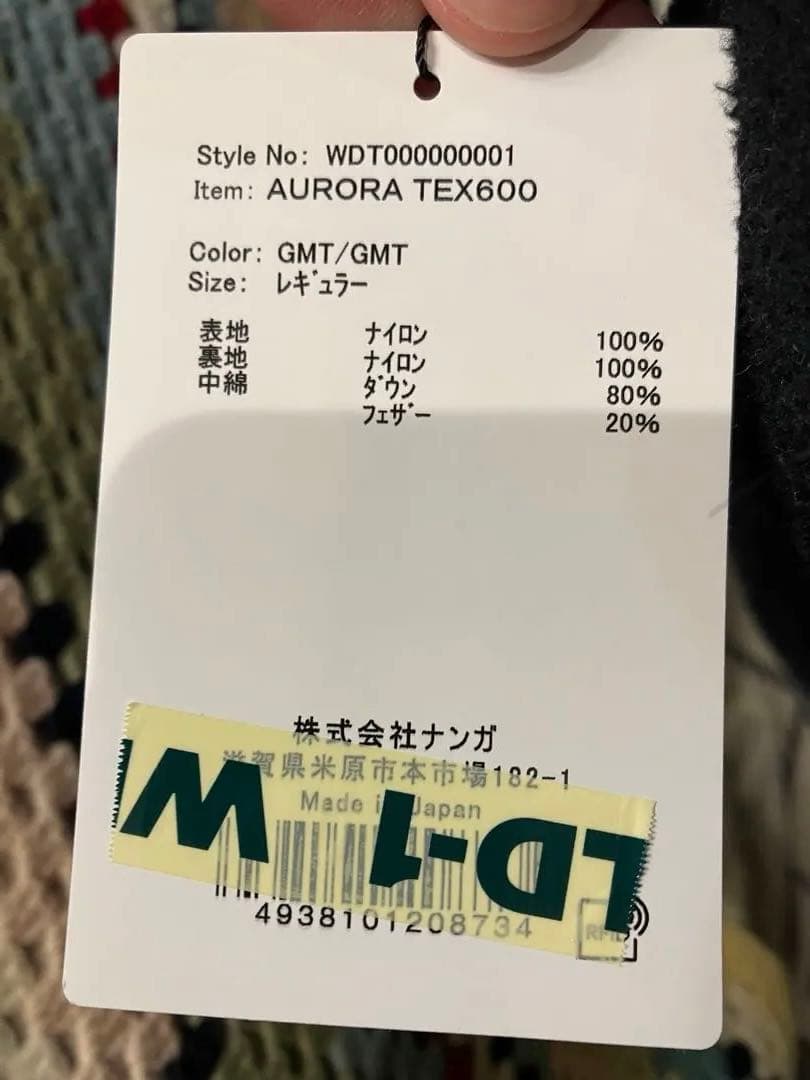 Style No: WDT000000001
Item: AURORA TEX600
Color: GMT/GMT
Size: ﾚｷﾞｭﾗｰ
表地 ﾅｲﾛﾝ 100%
裏地 ﾅｲﾛﾝ 100%
中綿 ﾀﾞｳﾝ 80%
ﾌｪｻﾞｰ 20%
株式会社ナンガ
滋賀県米原市本市場182-1
Made in Japan
W LD-1
4938101208734
RFID